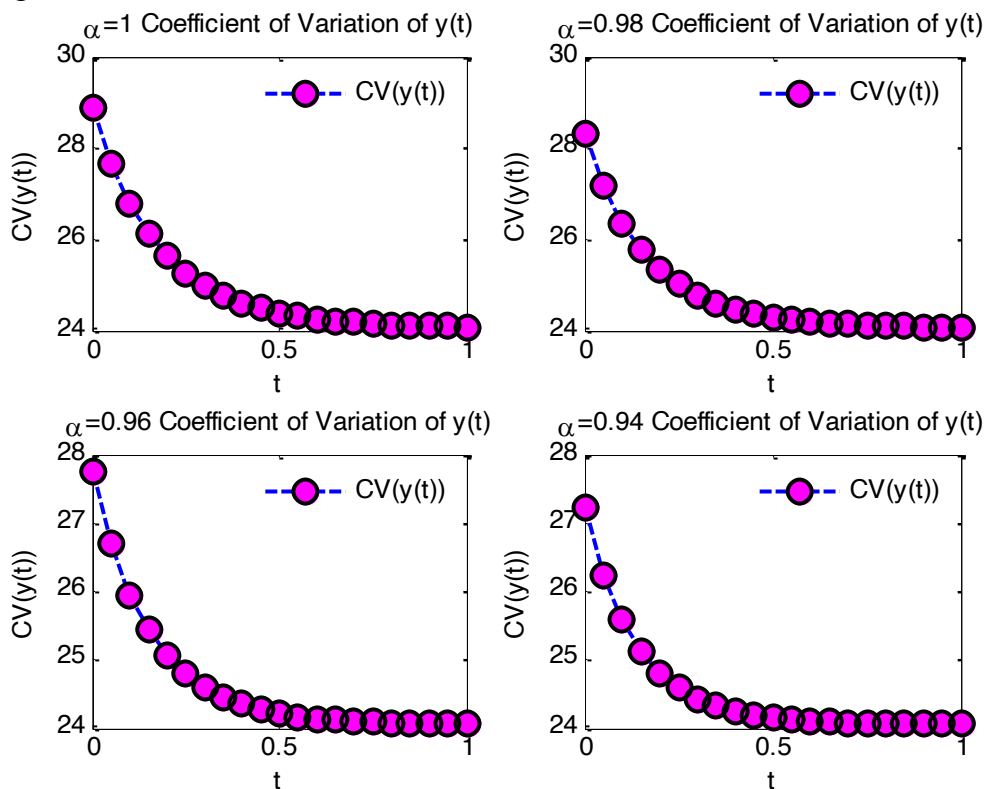 α=1 Coefficient of Variation of y(t)
30
28
26
24
0
0.5
1
CV(y(t))
t
CV(y(t))
α=0.98 Coefficient of Variation of y(t)
30
28
26
24
0
0.5
1
CV(y(t))
t
CV(y(t))
α=0.96 Coefficient of Variation of y(t)
28
27
26
25
24
0
0.5
1
CV(y(t))
t
CV(y(t))
α=0.94 Coefficient of Variation of y(t)
28
27
26
25
24
0
0.5
1
CV(y(t))
t
CV(y(t))